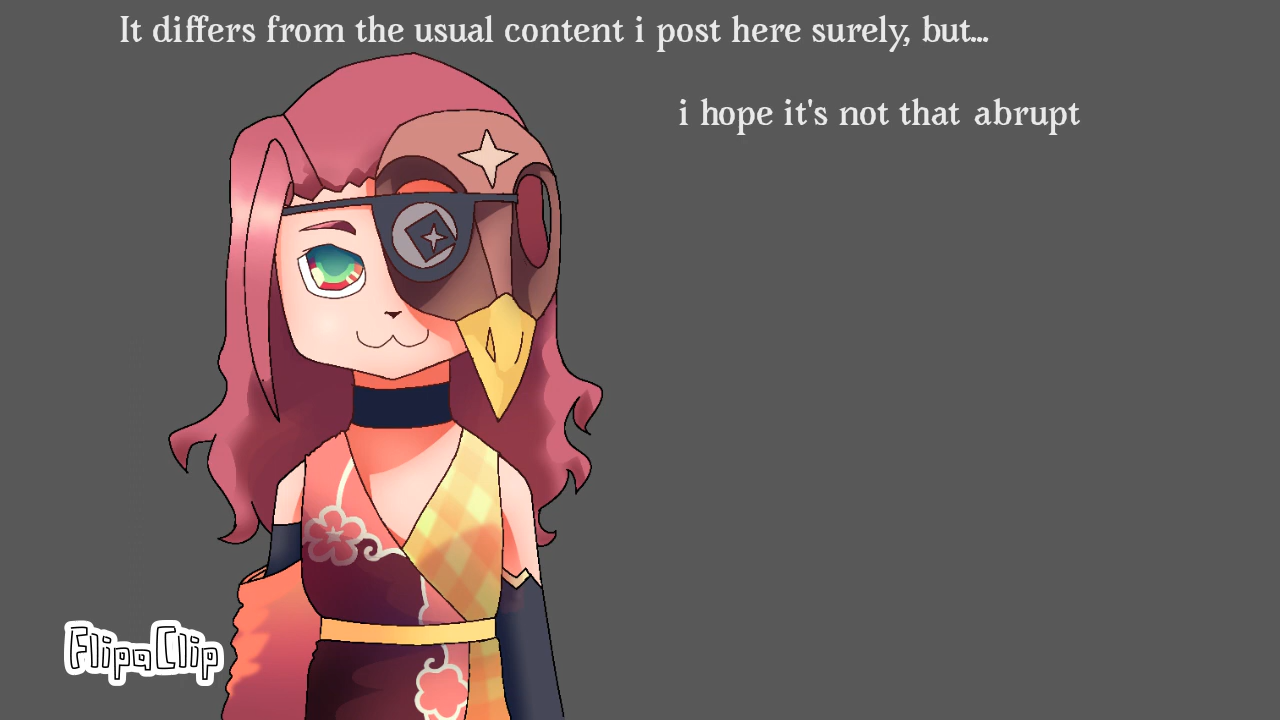 It differs from the usual content i post here surely, but...
i hope it's not that abrupt
FlipaClip